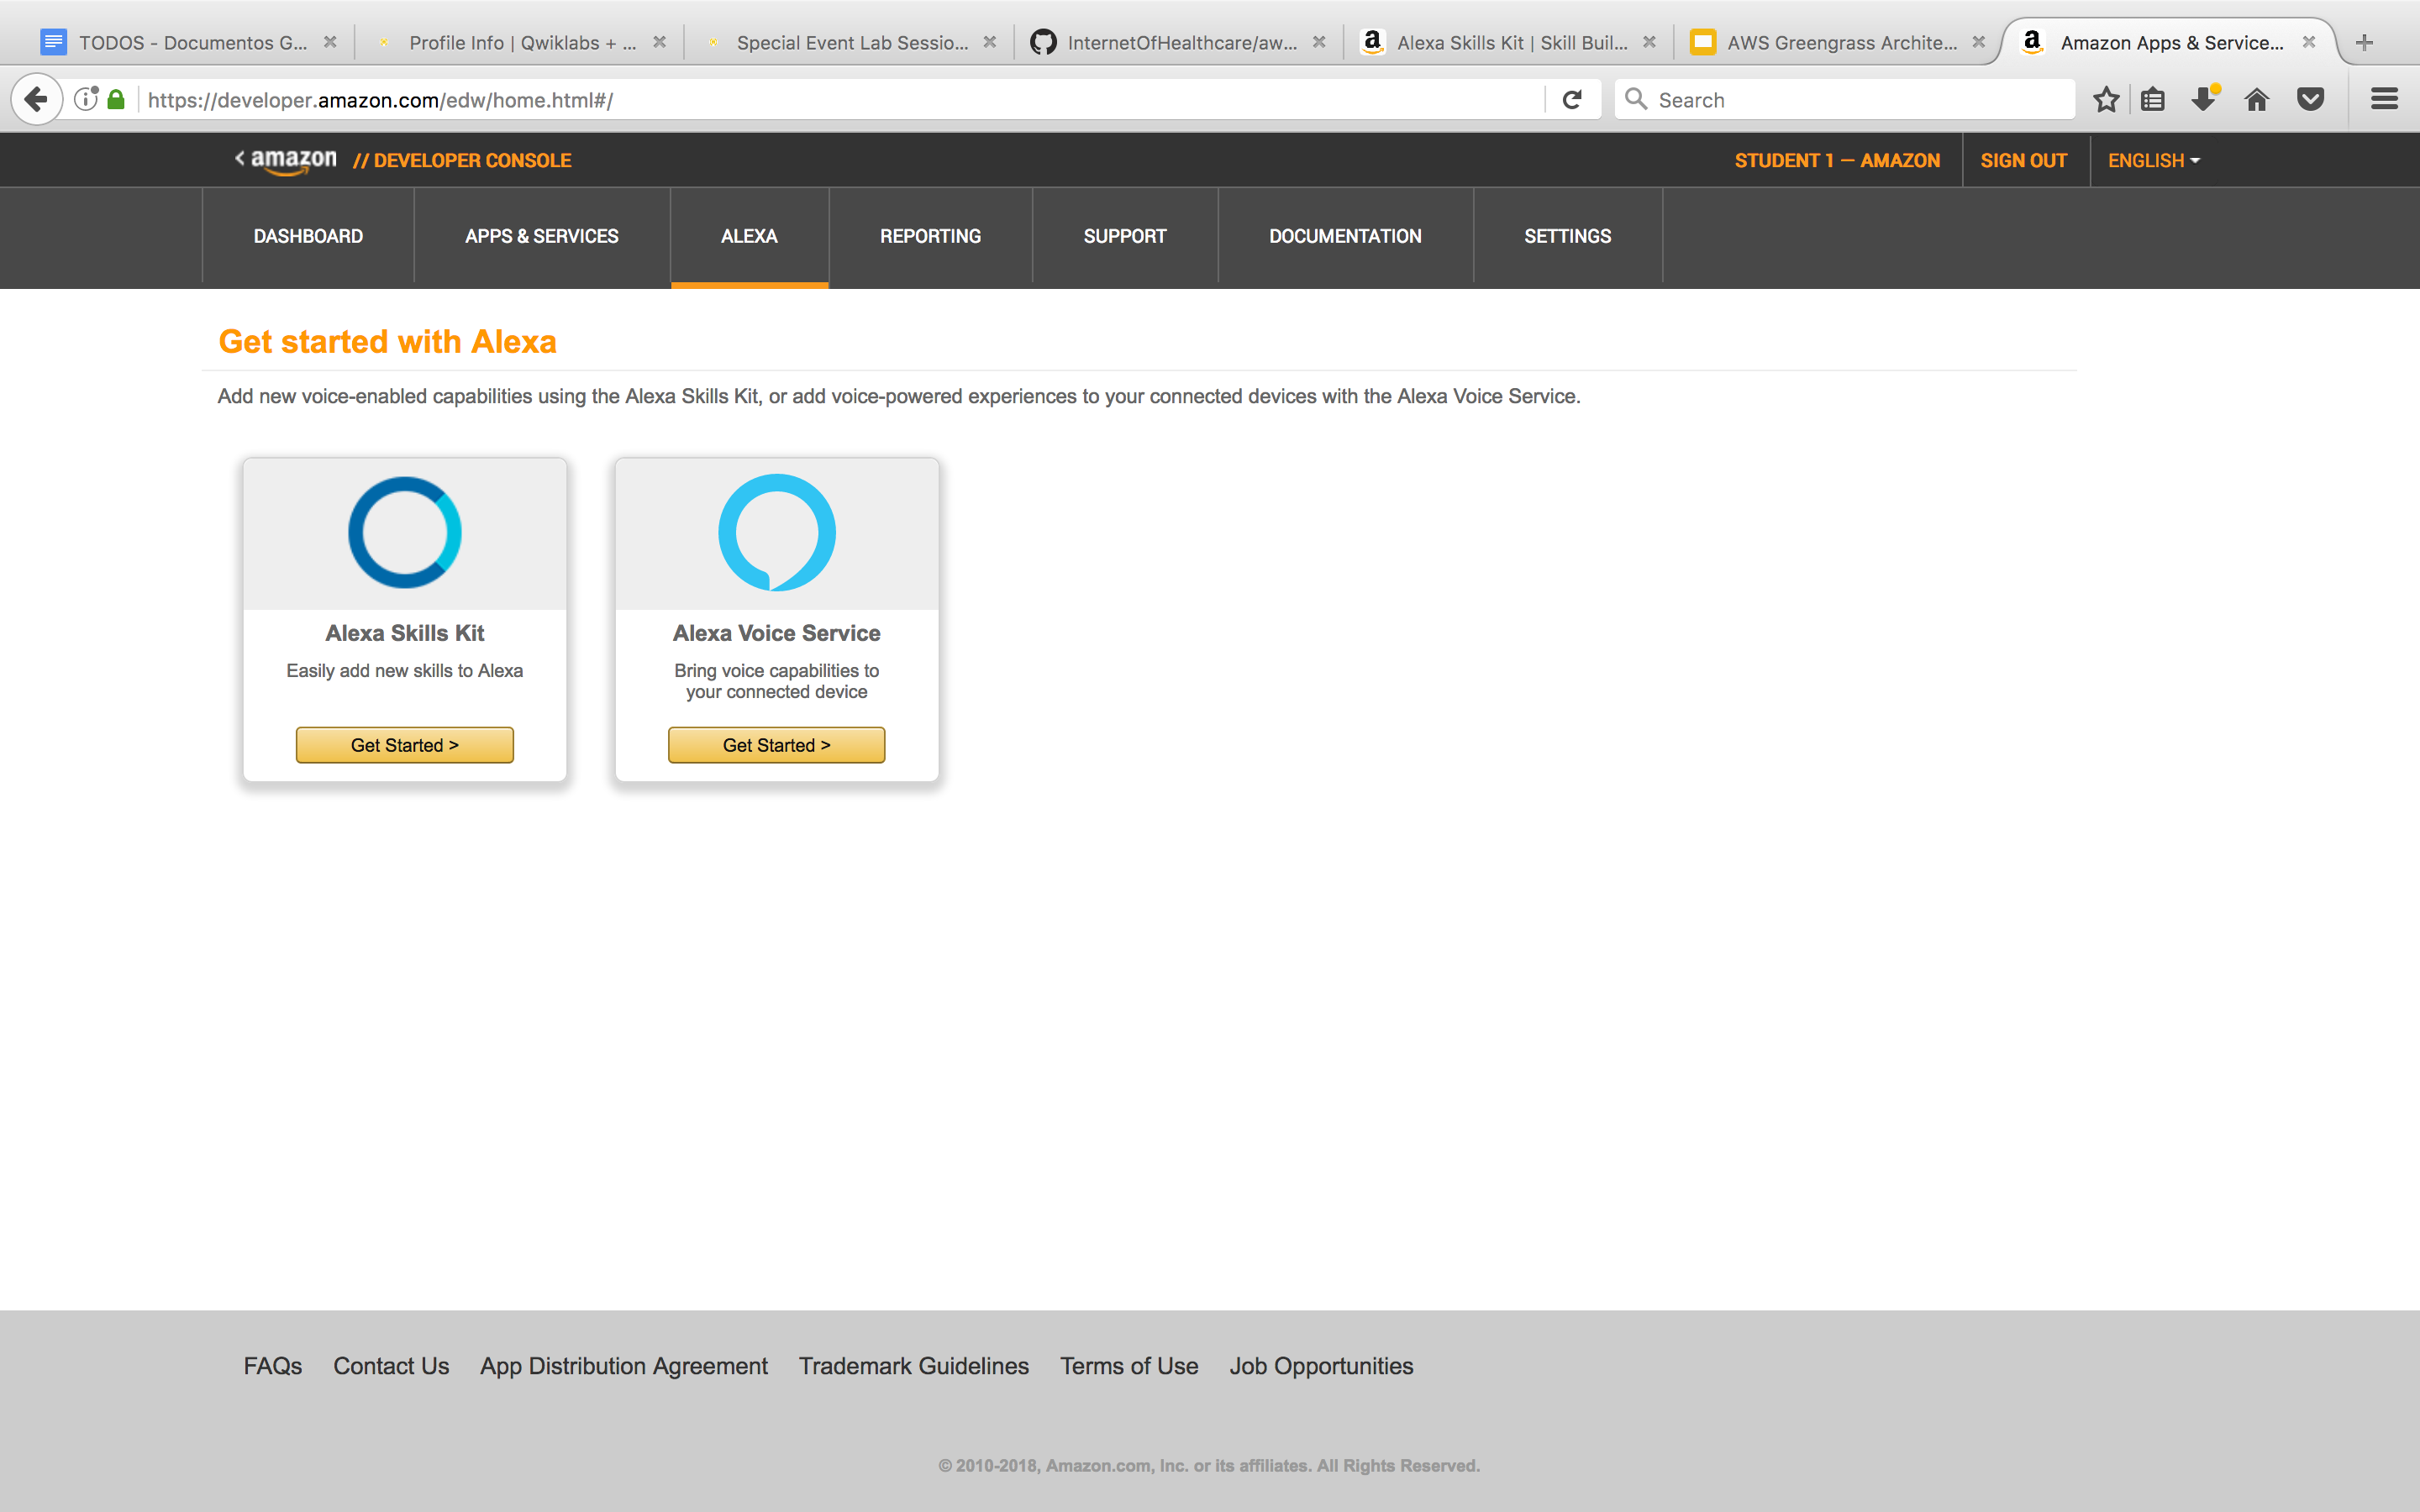 TODOS - Documentos G...
Profile Info | Qwiklabs + ...
Special Event Lab Sessio...
InternetOfHealthcare/aw...
a Alexa Skills Kit | Skill Buil...
AWS Greengrass Archite...
a Amazon Apps & Service...
https://developer.amazon.com/edw/home.html#/
Search
< amazon // DEVELOPER CONSOLE
STUDENT 1 — AMAZON
SIGN OUT
ENGLISH
DASHBOARD
APPS & SERVICES
ALEXA
REPORTING
SUPPORT
DOCUMENTATION
SETTINGS
Get started with Alexa
Add new voice-enabled capabilities using the Alexa Skills Kit, or add voice-powered experiences to your connected devices with the Alexa Voice Service.
Alexa Skills Kit
Easily add new skills to Alexa
Get Started >
Alexa Voice Service
Bring voice capabilities to
your connected device
Get Started >
FAQs
Contact Us
App Distribution Agreement
Trademark Guidelines
Terms of Use
Job Opportunities
© 2010-2018, Amazon.com, Inc. or its affiliates. All Rights Reserved.